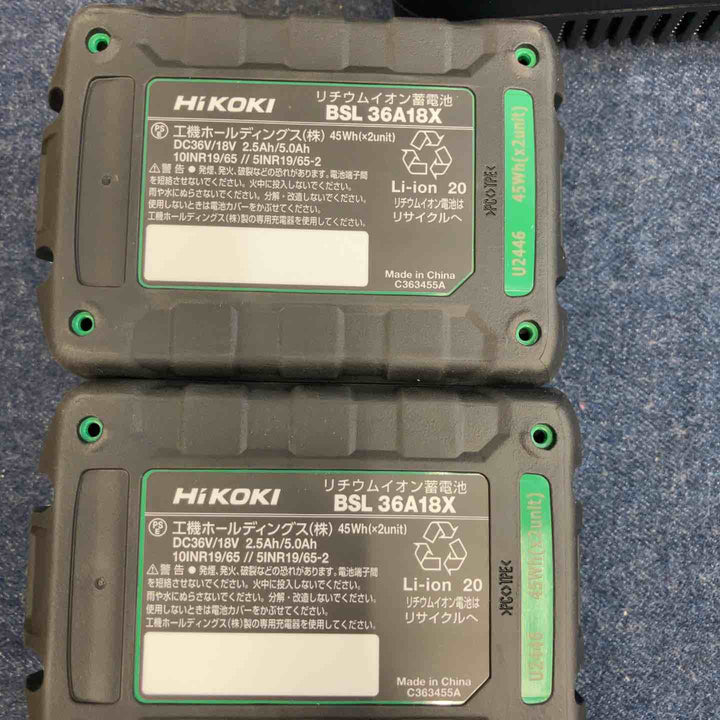 HiKOKI
リチウムイオン蓄電池
BSL 36A18X
PS E 工機ホールディングス(株) 45Wh(×2unit)
DC36V/18V 2.5Ah/5.0Ah
10INR19/65 // 5INR19/65-2
⚠警告 ●発煙、発火、破裂などの恐れがあります。電池端子間
を短絡させないでください。火中に投入しないでください。
雨や水にぬらさないでください。分解・改造しないでください。
使用しないときは電池カバーをかぶせてください。
工機ホールディングス(株)製の専用充電器を使用してください。
Li-ion 20
リチウムイオン電池は
リサイクルへ
Made in China
C363455A
>PC<>TPE<
U2446 45Wh(x2unit)
HiKOKI
リチウムイオン蓄電池
BSL 36A18X
PS E 工機ホールディングス(株) 45Wh(×2unit)
DC36V/18V 2.5Ah/5.0Ah
10INR19/65 // 5INR19/65-2
⚠警告 ●発煙、発火、破裂などの恐れがあります。電池端子間
を短絡させないでください。火中に投入しないでください。
雨や水にぬらさないでください。分解・改造しないでください。
使用しないときは電池カバーをかぶせてください。
工機ホールディングス(株)製の専用充電器を使用してください。
Li-ion 20
リチウムイオン電池は
リサイクルへ
Made in China
C363455A
>PC<>TPE<
U2446 45Wh(x2unit)